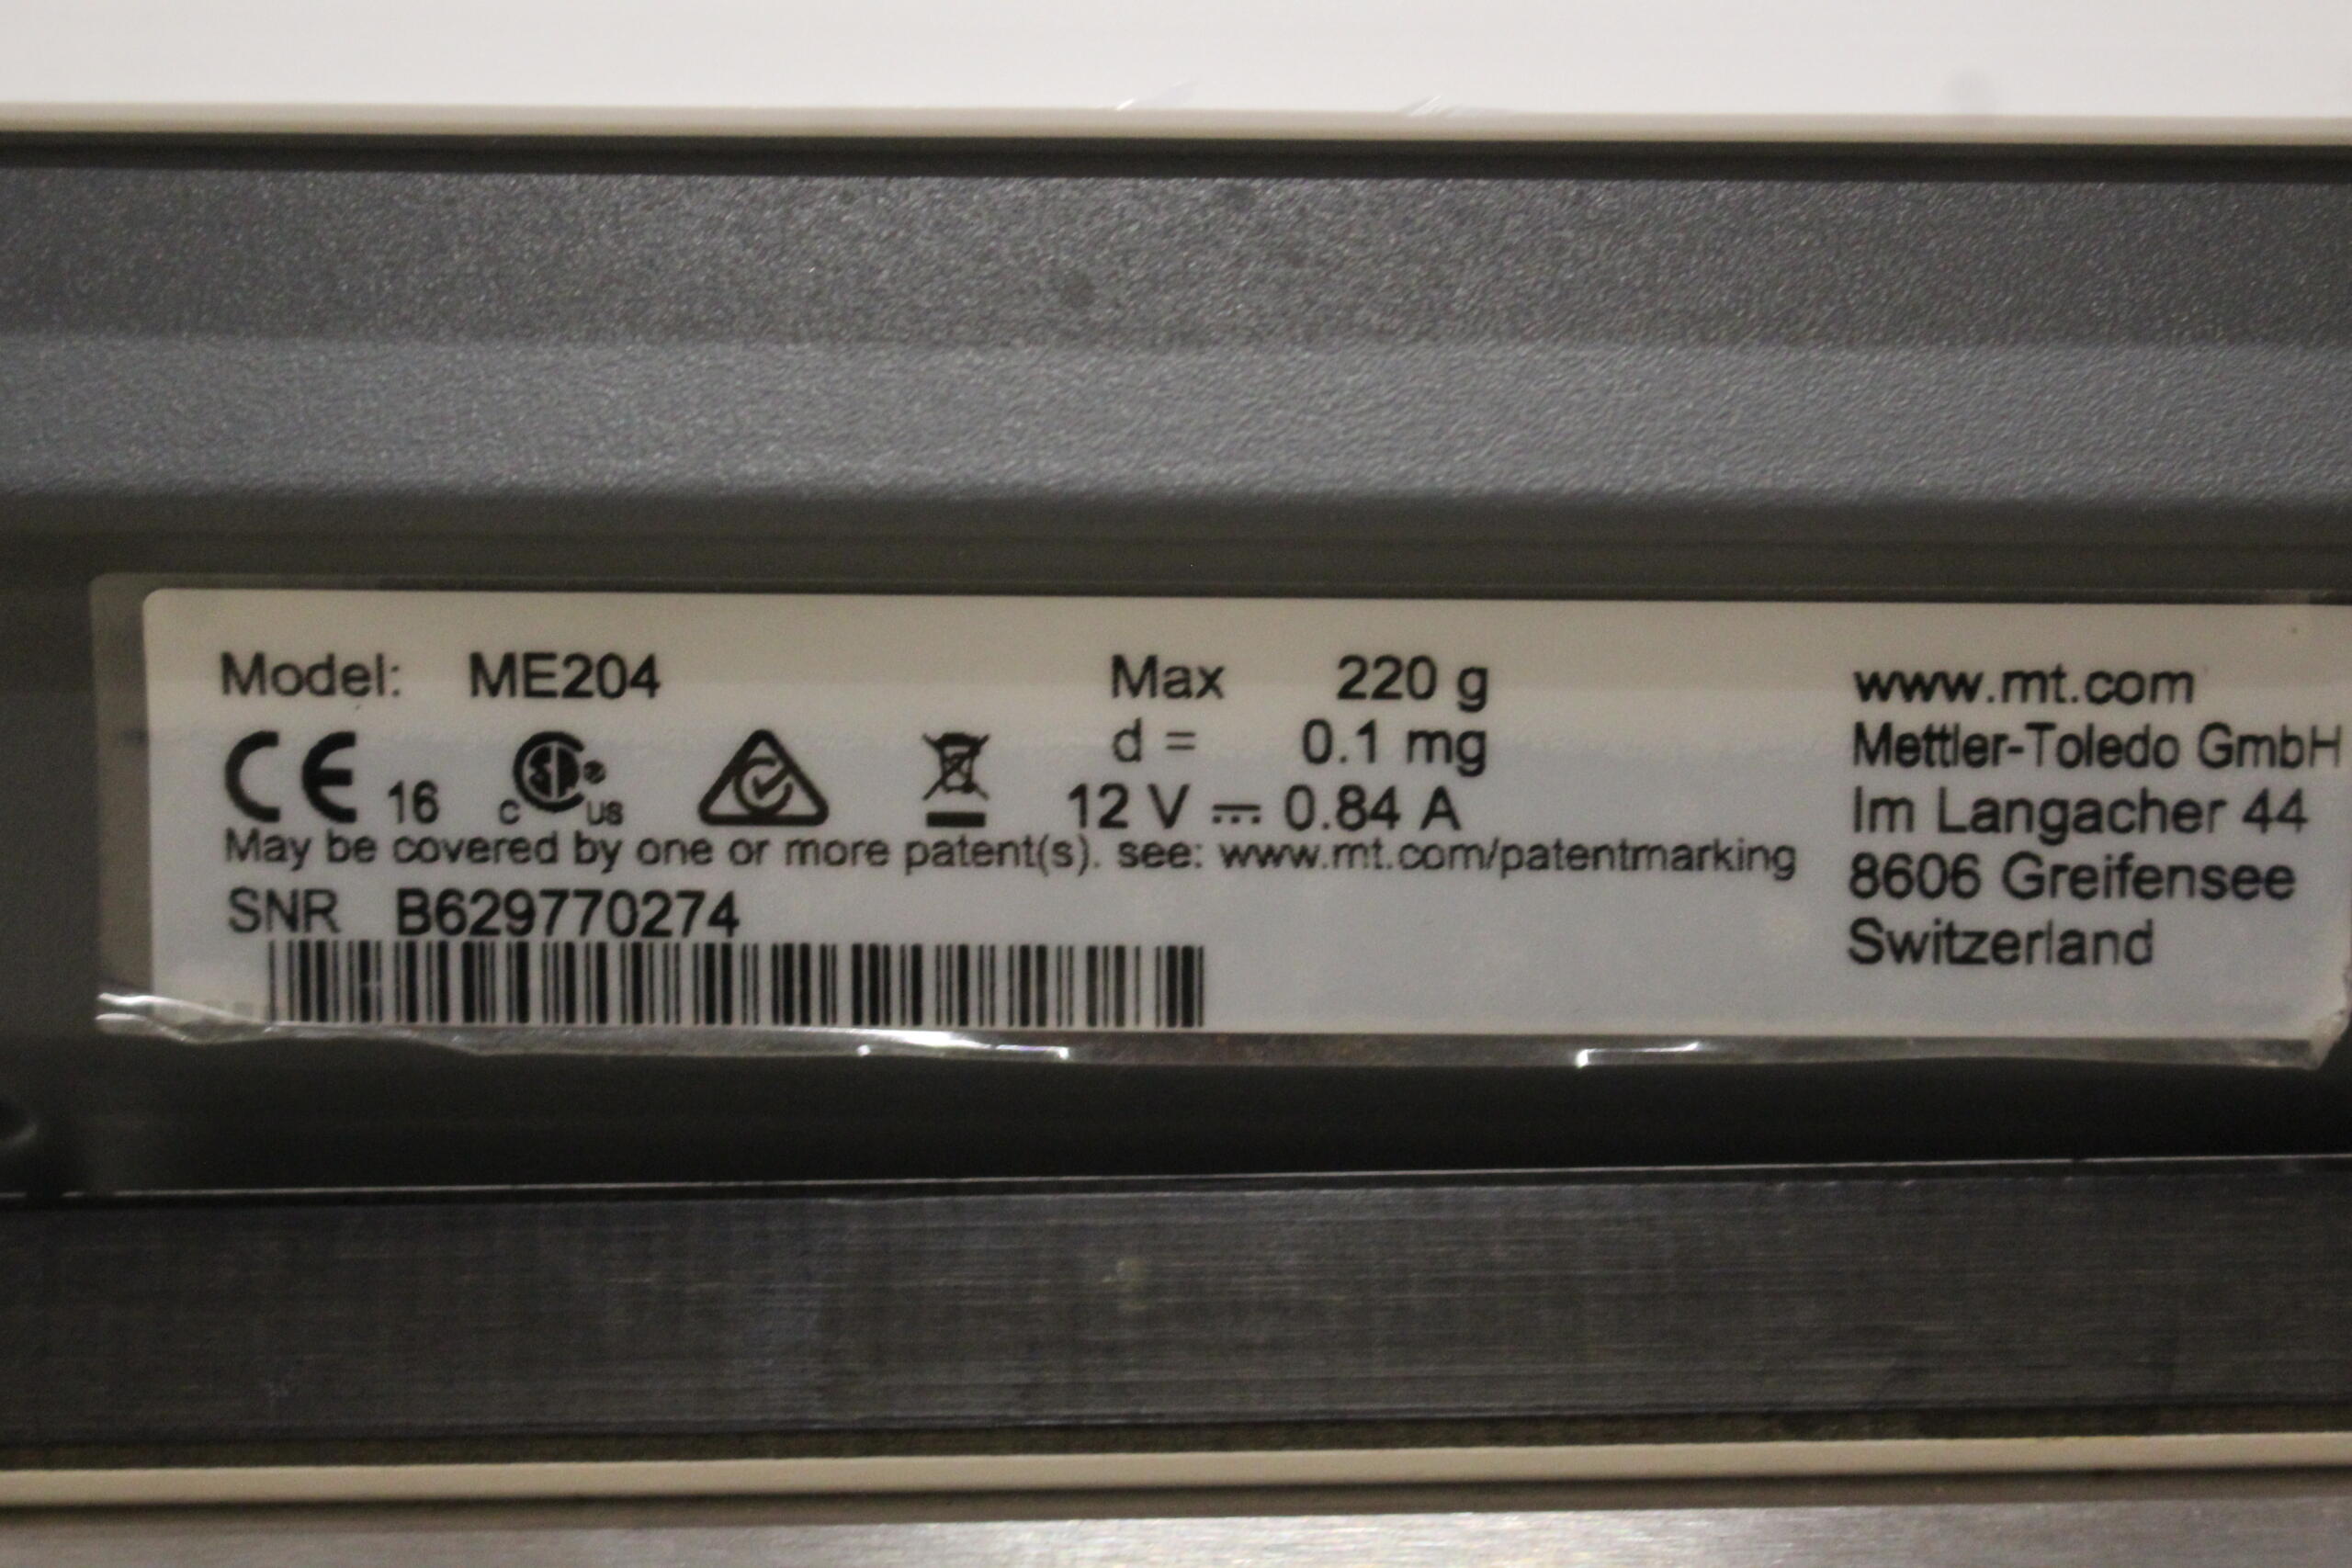 Model: ME204 Max 220 g
d = 0.1 mg
CE 16 c SP ® US 12 V ⎓ 0.84 A
May be covered by one or more patent(s). see: www.mt.com/patentmarking
SNR B629770274
www.mt.com
Mettler-Toledo GmbH
Im Langacher 44
8606 Greifensee
Switzerland